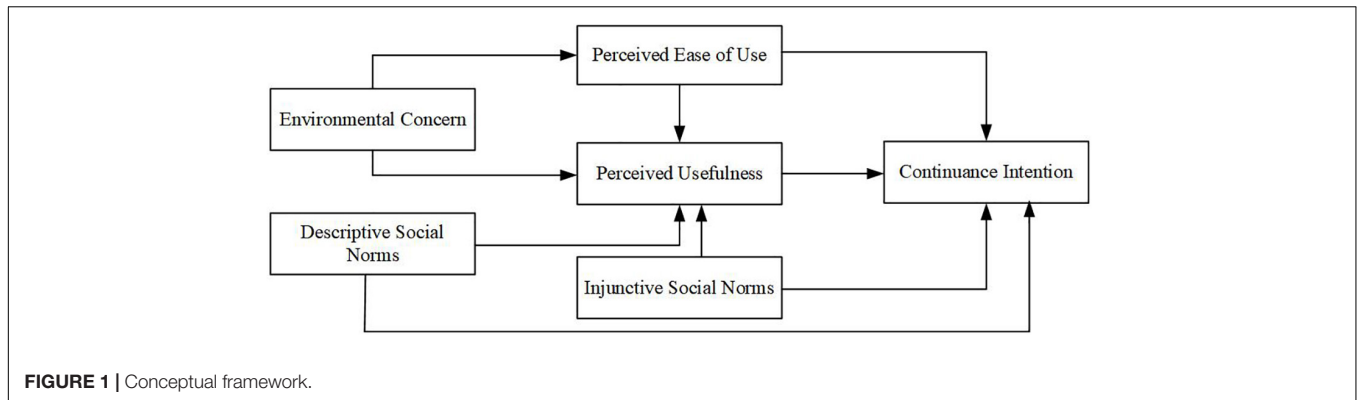 Perceived Ease of Use
Environmental Concern
Perceived Usefulness
Continuance Intention
Descriptive Social
Norms
Injunctive Social Norms
FIGURE 1 | Conceptual framework.